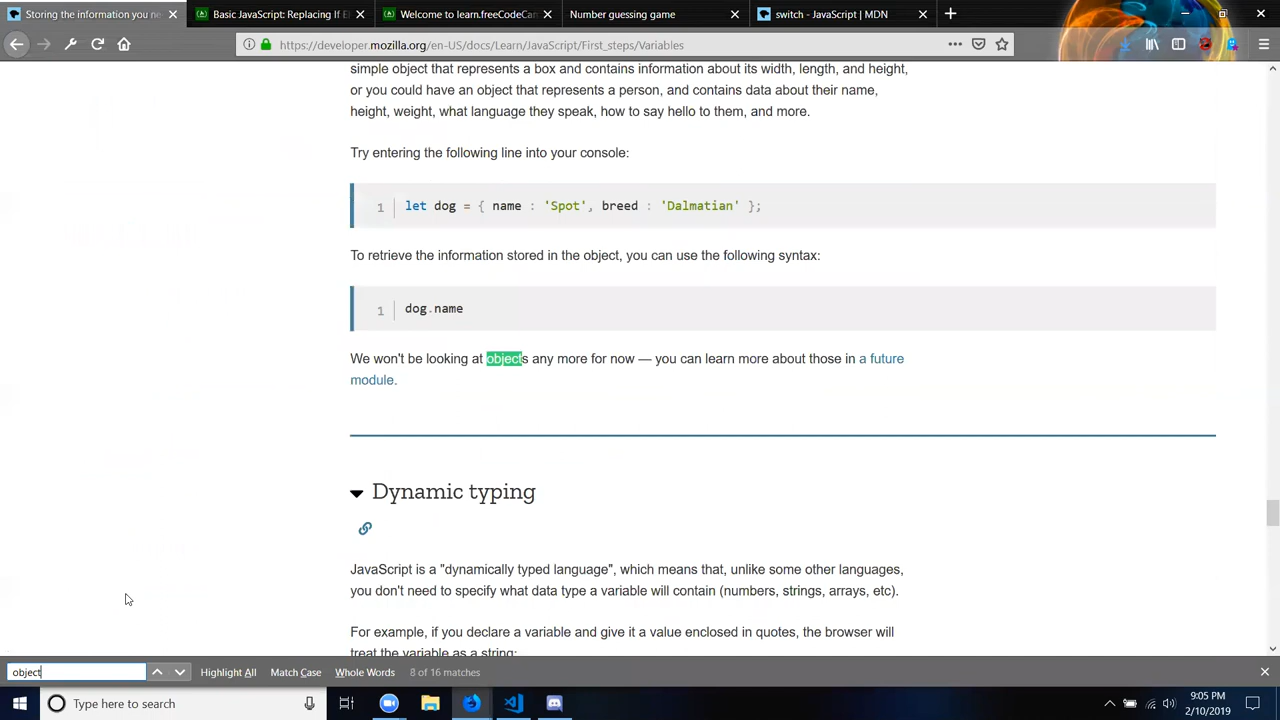 Storing the information you ne
Basic JavaScript: Replacing If El
Welcome to learn.freeCodeCan
Number guessing game
switch - JavaScript | MDN
https://developer.mozilla.org/en-US/docs/Learn/JavaScript/First_steps/Variables
simple object that represents a box and contains information about its width, length, and height,
or you could have an object that represents a person, and contains data about their name,
height, weight, what language they speak, how to say hello to them, and more.
Try entering the following line into your console:
1 let dog = { name : 'Spot', breed : 'Dalmatian' };
To retrieve the information stored in the object, you can use the following syntax:
1 dog.name
We won't be looking at objects any more for now — you can learn more about those in a future
module.
Dynamic typing
JavaScript is a "dynamically typed language", which means that, unlike some other languages,
you don't need to specify what data type a variable will contain (numbers, strings, arrays, etc).
For example, if you declare a variable and give it a value enclosed in quotes, the browser will
treat the variable as a string:
object
Highlight All
Match Case
Whole Words
8 of 16 matches
Type here to search
9:05 PM
2/10/2019